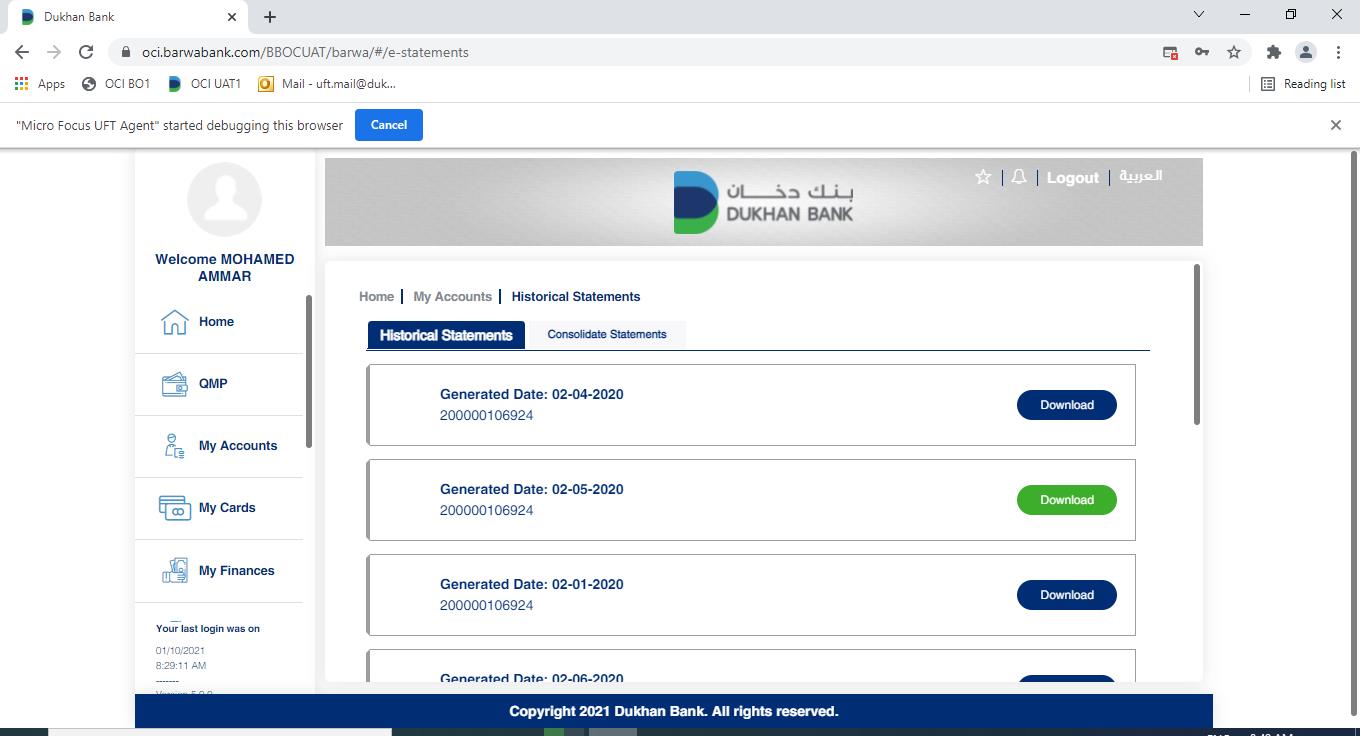 Dukhan Bank
oci.barwabank.com/BBOCUAT/barwa/#/e-statements
Apps
OCI BO1
OCI UAT1
Mail - uft.mail@duk...
Reading list
"Micro Focus UFT Agent" started debugging this browser
Cancel
Welcome MOHAMED
AMMAR
Home
QMP
My Accounts
My Cards
My Finances
Your last login was on
01/10/2021
8:29:11 AM
-------
Version 5.0.0
بنك دخان
DUKHAN BANK
Logout
العربية
Home
My Accounts
Historical Statements
Historical Statements
Consolidate Statements
Generated Date: 02-04-2020
200000106924
Download
Generated Date: 02-05-2020
200000106924
Download
Generated Date: 02-01-2020
200000106924
Download
Generated Date: 02-06-2020
Copyright 2021 Dukhan Bank. All rights reserved.